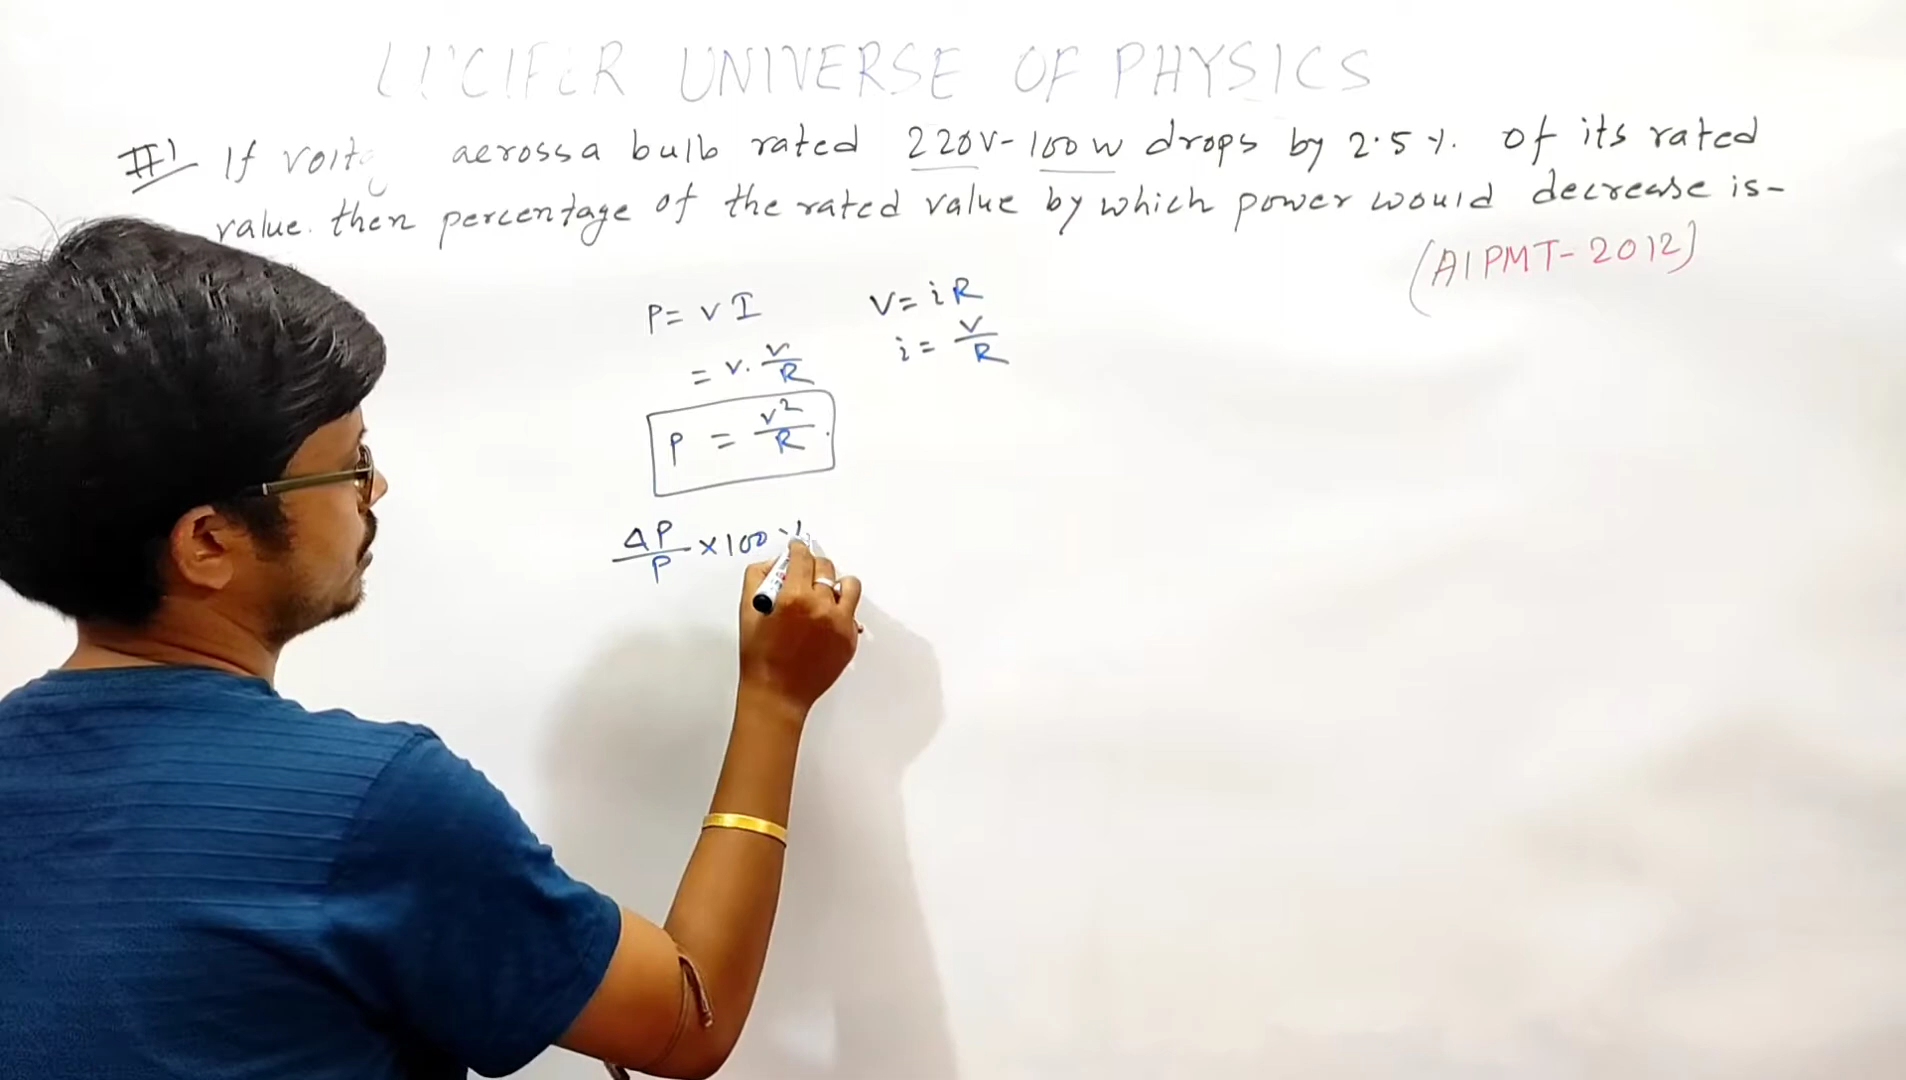 LUCIFER UNIVERSE OF PHYSICS
#1 If aerossa bulb rated 220V-100w drops by 2.5%. of its rated
value. then percentage of the rated value by which power would decrease is-
(AIPMT-2012)
P= VI V= iR
= V. V/R i = V/R
P = V²/R.
ΔP/P ×100